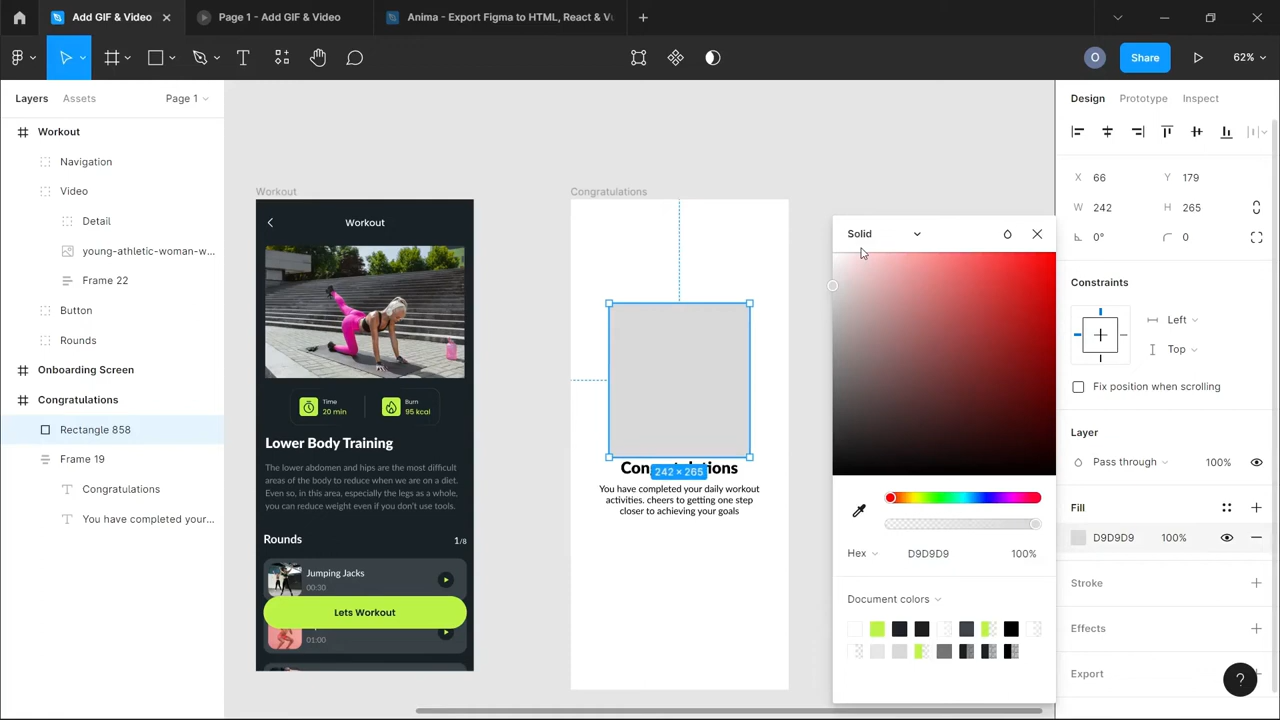 Add GIF & Video
Page 1 - Add GIF & Video
Anima - Export Figma to HTML, React & V
O
Share
62%
Layers
Assets
Page 1
Workout
Navigation
Video
Detail
young-athletic-woman-w...
Frame 22
Button
Rounds
Onboarding Screen
Congratulations
Rectangle 858
Frame 19
Congratulations
You have completed your...
Workout
Workout
Time
20 min
Burn
95 kcal
Lower Body Training
The lower abdomen and hips are the most difficult
areas of the body to reduce when we are on a diet.
Even so, in this area, especially the legs as a whole,
you can reduce weight even if you don't use tools.
Rounds
1/8
Jumping Jacks
00:30
Lets Workout
01:00
Congratulations
242 × 265
You have completed your daily workout
activities. cheers to getting one step
closer to achieving your goals
Solid
Hex
D9D9D9
100%
Document colors
Design
Prototype
Inspect
X 66
Y 179
W 242
H 265
0°
0
Constraints
Left
Top
Fix position when scrolling
Layer
Pass through
100%
Fill
D9D9D9
100%
Stroke
Effects
Export
?